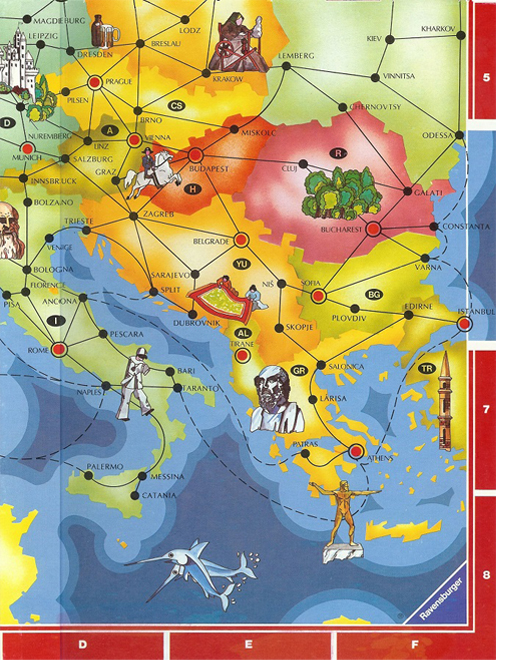 MAGDEBURG
LEIPZIG
DRESDEN
LODZ
BRESLAU
KRAKOW
LEMBERG
KIEV
KHARKOV
VINNITSA
5
PRAGUE
PILSEN
CS
BRNO
CHERNOVTSY
ODESSA
D
NUREMBERG
A
LINZ
VIENNA
MISKOLC
MUNICH
SALZBURG
GRAZ
BUDAPEST
CLUJ
R
INNSBRUCK
H
GALATI
BOLZANO
ZAGREB
TRIESTE
VENICE
BELGRADE
BUCHAREST
CONSTANTA
YU
VARNA
BOLOGNA
SARAJEVO
NIŠ
SOFIA
FLORENCE
SPLIT
BG
PISA
ANCONA
PLOVDIV
EDIRNE
ISTANBUL
I
DUBROVNIK
SKOPJE
PESCARA
AL
TRANE
ROME
GR
SALONICA
TR
BARI
NAPLES
TARANTO
LARISA
7
PATRAS
ATHENS
PALERMO
MESSINA
CATANIA
8
Ravensburger
D
E
F